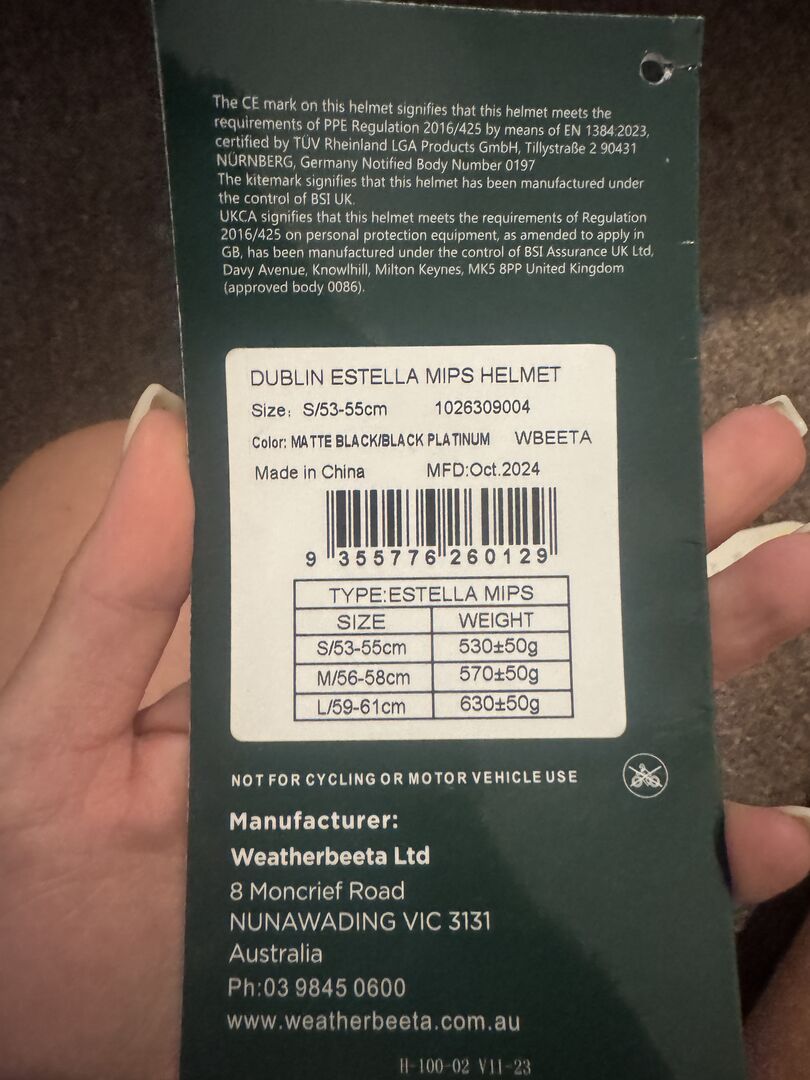 The CE mark on this helmet signifies that this helmet meets the
requirements of PPE Regulation 2016/425 by means of EN 1384:2023,
certified by TÜV Rheinland LGA Products GmbH, Tillystraße 2 90431
NÜRNBERG, Germany Notified Body Number 0197
The kitemark signifies that this helmet has been manufactured under
the control of BSI UK.
UKCA signifies that this helmet meets the requirements of Regulation
2016/425 on personal protection equipment, as amended to apply in
GB, has been manufactured under the control of BSI Assurance UK Ltd,
Davy Avenue, Knowlhill, Milton Keynes, MK5 8PP United Kingdom
(approved body 0086).
DUBLIN ESTELLA MIPS HELMET
Size: S/53-55cm 1026309004
Color: MATTE BLACK/BLACK PLATINUM WBEETA
Made in China MFD:Oct.2024
9 355776 260129
TYPE:ESTELLA MIPS
SIZE WEIGHT
S/53-55cm 530±50g
M/56-58cm 570±50g
L/59-61cm 630±50g
NOT FOR CYCLING OR MOTOR VEHICLE USE
Manufacturer:
Weatherbeeta Ltd
8 Moncrief Road
NUNAWADING VIC 3131
Australia
Ph:03 9845 0600
www.weatherbeeta.com.au
H-100-02 V11-23